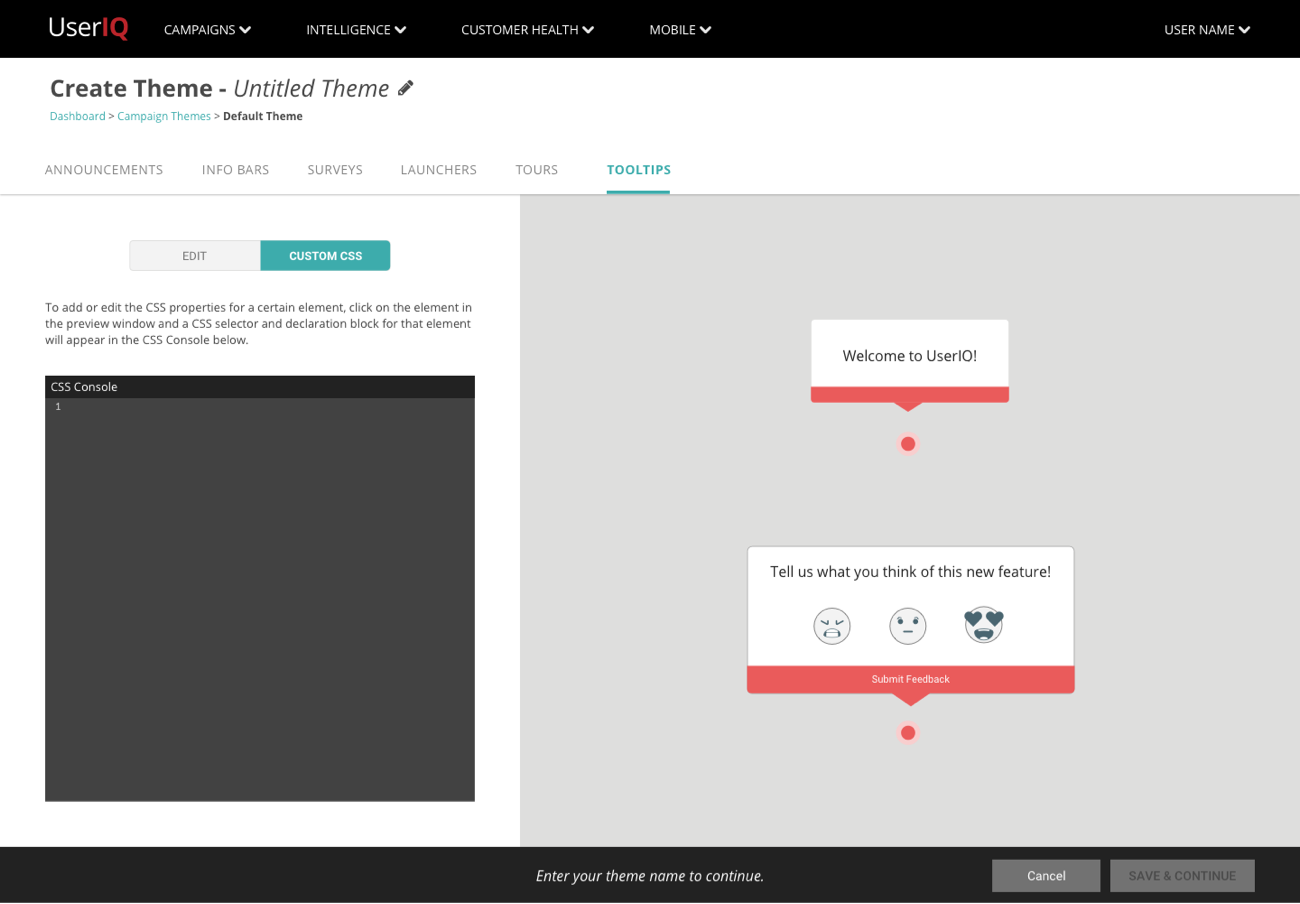 UserIQ CAMPAIGNS INTELLIGENCE CUSTOMER HEALTH MOBILE USER NAME
Create Theme - Untitled Theme
Dashboard > Campaign Themes > Default Theme
ANNOUNCEMENTS INFO BARS SURVEYS LAUNCHERS TOURS TOOLTIPS
EDIT CUSTOM CSS
To add or edit the CSS properties for a certain element, click on the element in
the preview window and a CSS selector and declaration block for that element
will appear in the CSS Console below.
CSS Console
1
Welcome to UserIQ!
Tell us what you think of this new feature!
Submit Feedback
Enter your theme name to continue.
Cancel
SAVE & CONTINUE